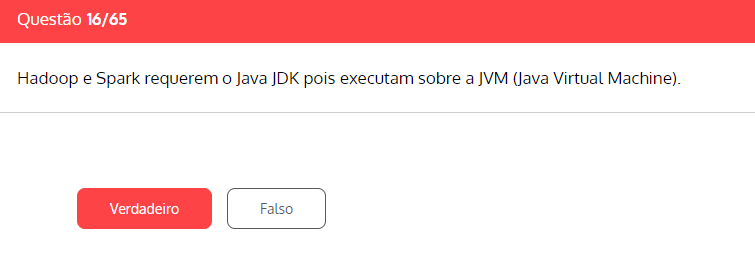 Questão 16/65
Hadoop e Spark requerem o Java JDK pois executam sobre a JVM (Java Virtual Machine).
Verdadeiro
Falso